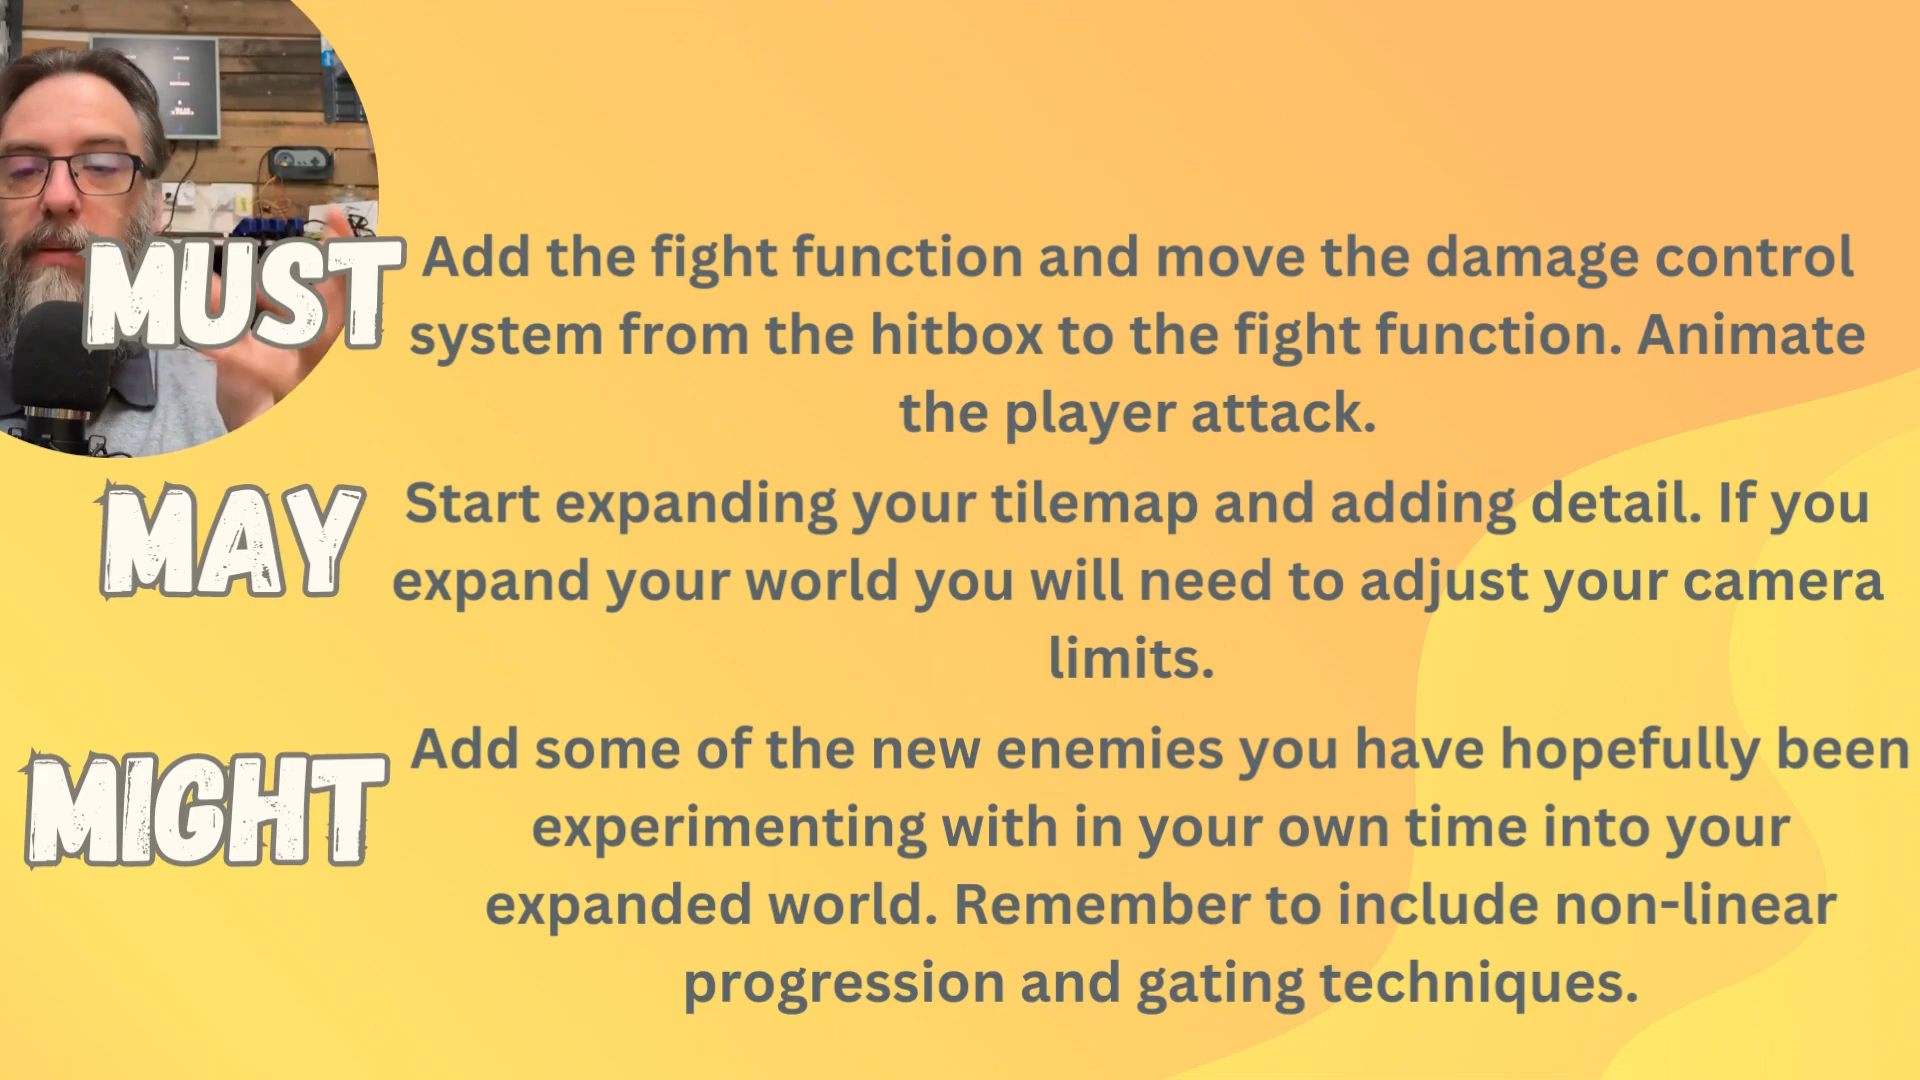 MUST
Add the fight function and move the damage control
system from the hitbox to the fight function. Animate
the player attack.
MAY
Start expanding your tilemap and adding detail. If you
expand your world you will need to adjust your camera
limits.
MIGHT
Add some of the new enemies you have hopefully been
experimenting with in your own time into your
expanded world. Remember to include non-linear
progression and gating techniques.